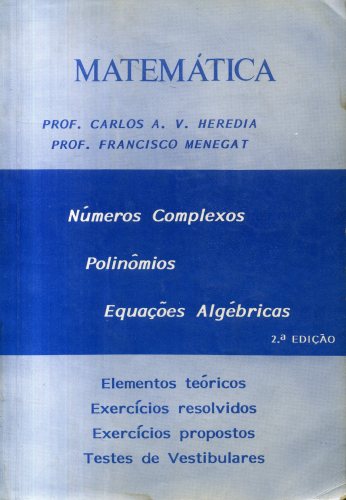 MATEMÁTICA
PROF. CARLOS A. V. HEREDIA
PROF. FRANCISCO MENEGAT
Números Complexos
Polinômios
Equações Algébricas
2.ª EDIÇÃO
Elementos teóricos
Exercícios resolvidos
Exercícios propostos
Testes de Vestibulares